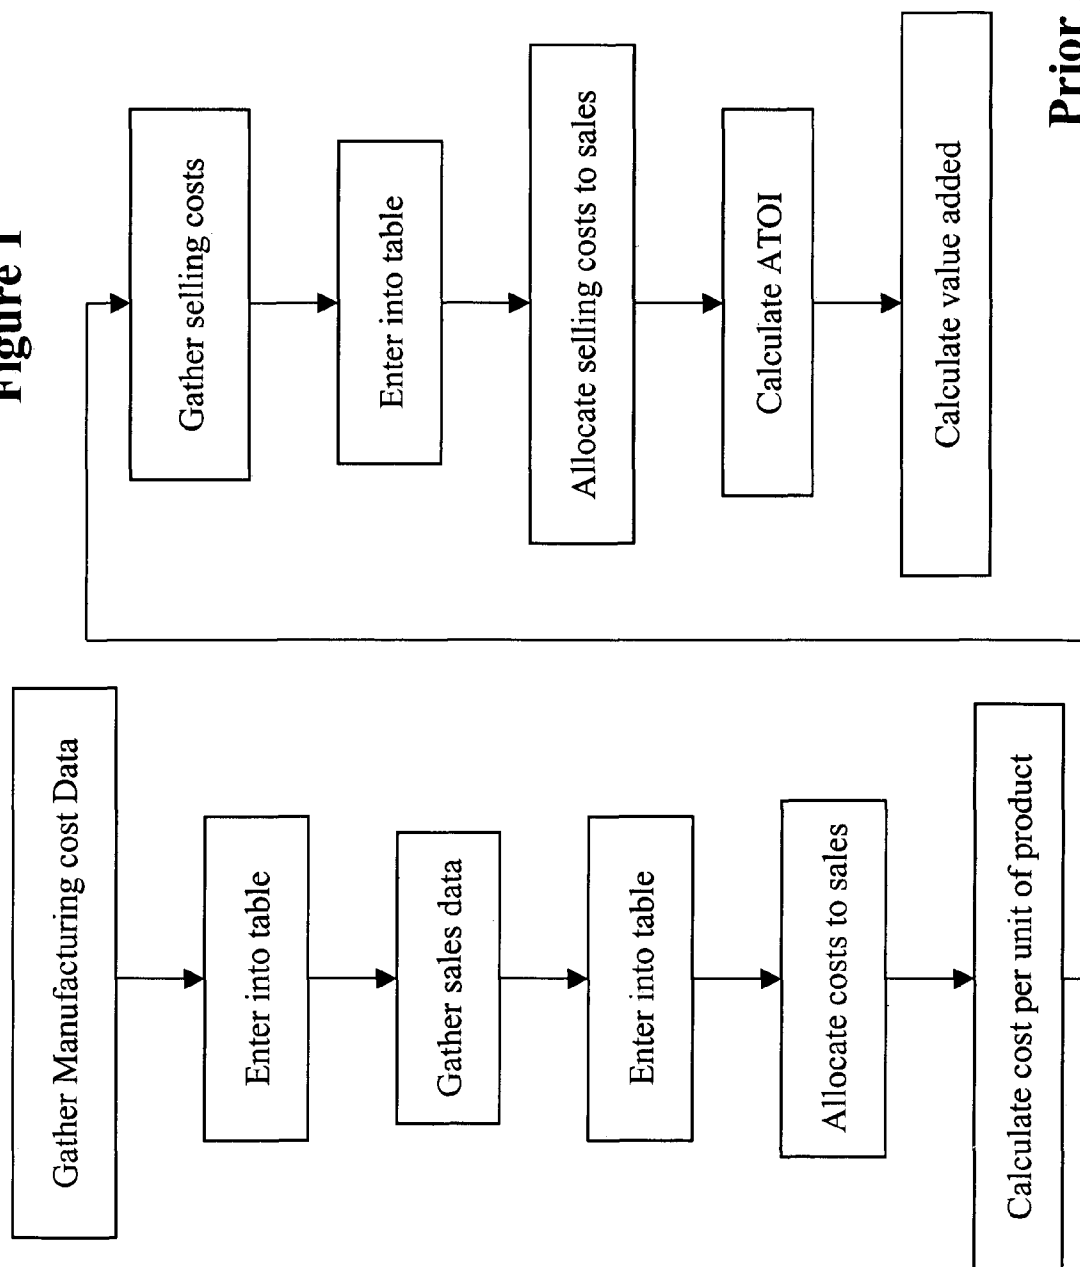 Figure 1
Gather Manufacturing cost Data
Enter into table
Gather sales data
Enter into table
Allocate costs to sales
Calculate cost per unit of product
Gather selling costs
Enter into table
Allocate selling costs to sales
Calculate ATOI
Calculate value added
Prior